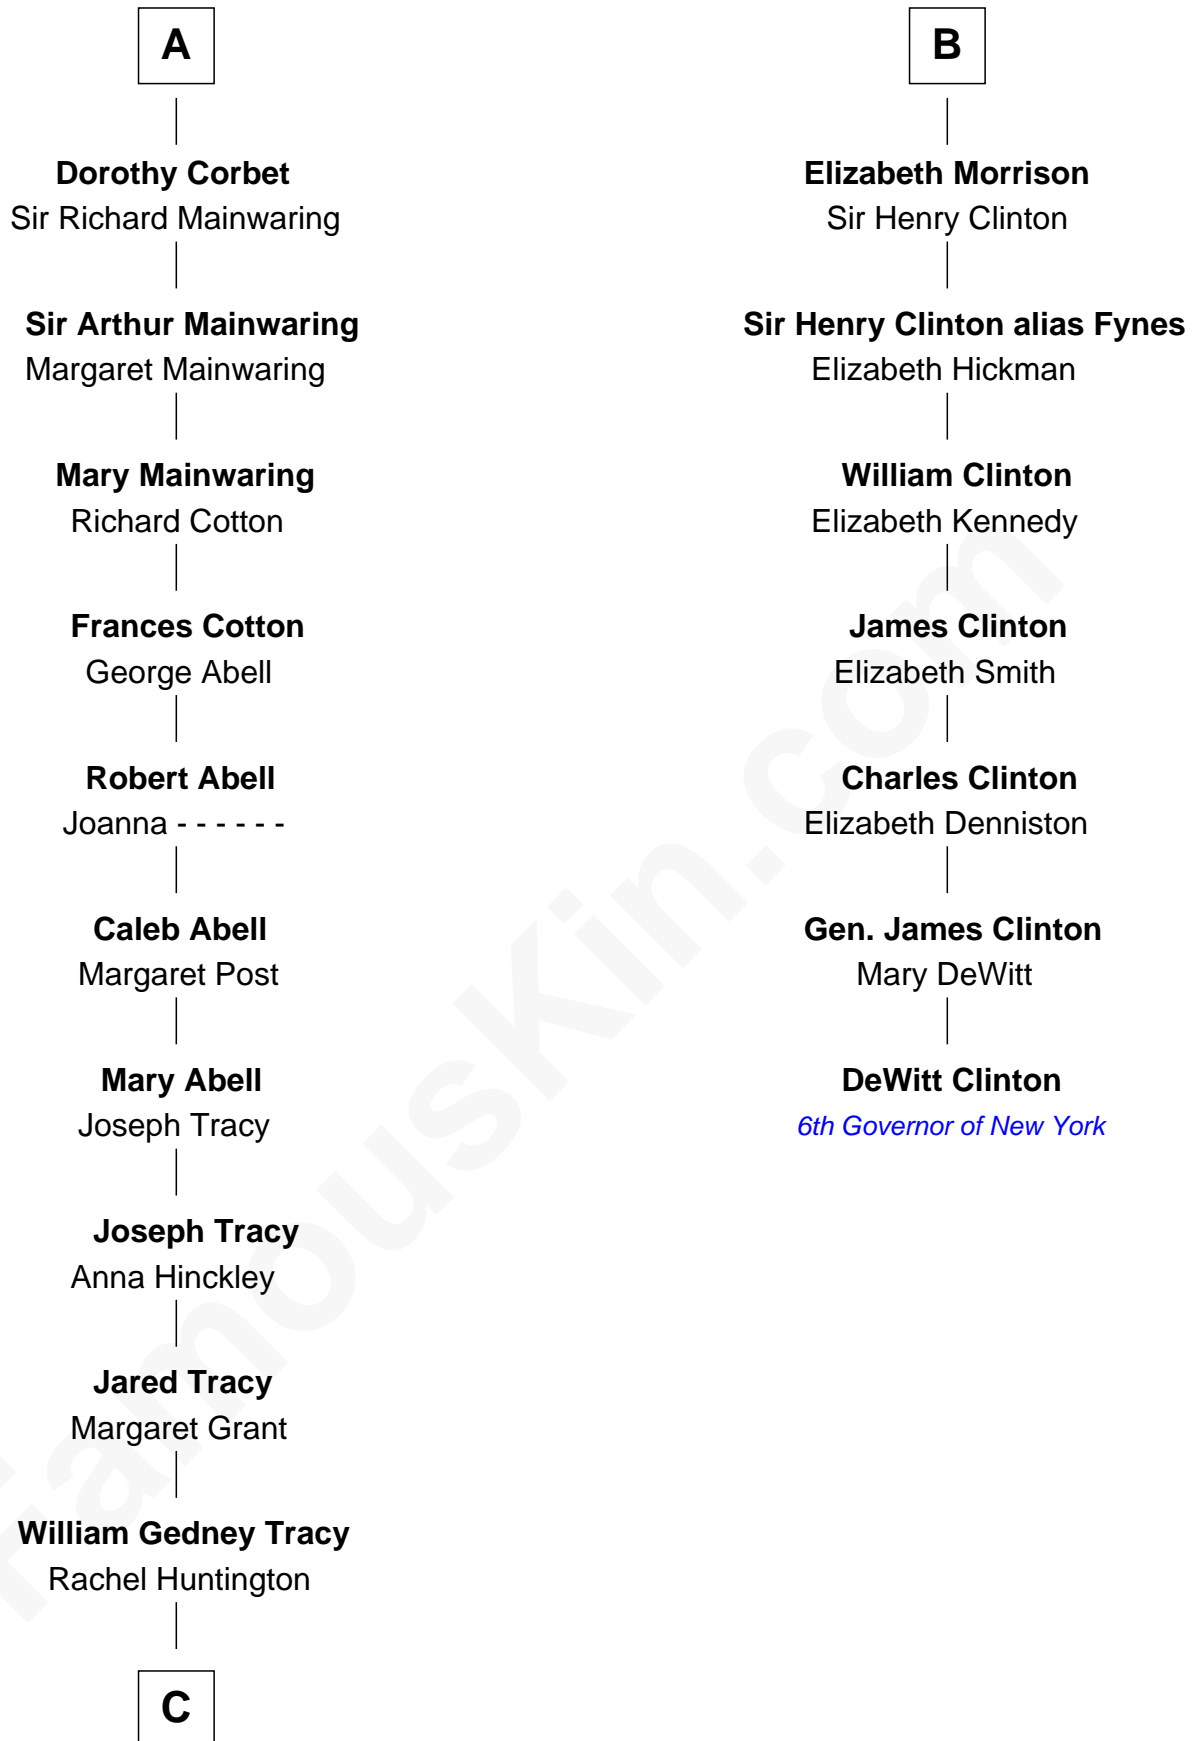 A
Dorothy Corbet
Sir Richard Mainwaring
Sir Arthur Mainwaring
Margaret Mainwaring
Mary Mainwaring
Richard Cotton
Frances Cotton
George Abell
Robert Abell
Joanna - - - - - -
Caleb Abell
Margaret Post
Mary Abell
Joseph Tracy
Joseph Tracy
Anna Hinckley
Jared Tracy
Margaret Grant
William Gedney Tracy
Rachel Huntington
C
B
Elizabeth Morrison
Sir Henry Clinton
Sir Henry Clinton alias Fynes
Elizabeth Hickman
William Clinton
Elizabeth Kennedy
James Clinton
Elizabeth Smith
Charles Clinton
Elizabeth Denniston
Gen. James Clinton
Mary DeWitt
DeWitt Clinton
6th Governor of New York
FamousKin.com